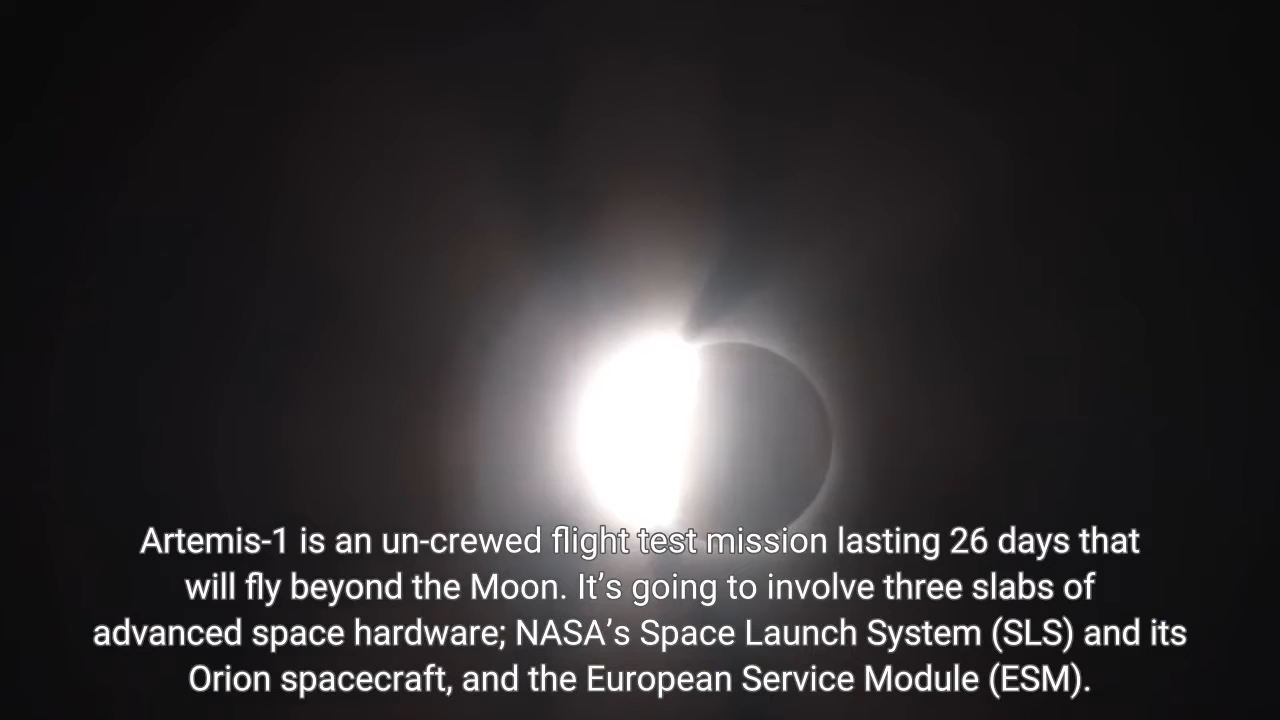 Artemis-1 is an un-crewed flight test mission lasting 26 days that
will fly beyond the Moon. It’s going to involve three slabs of
advanced space hardware; NASA’s Space Launch System (SLS) and its
Orion spacecraft, and the European Service Module (ESM).